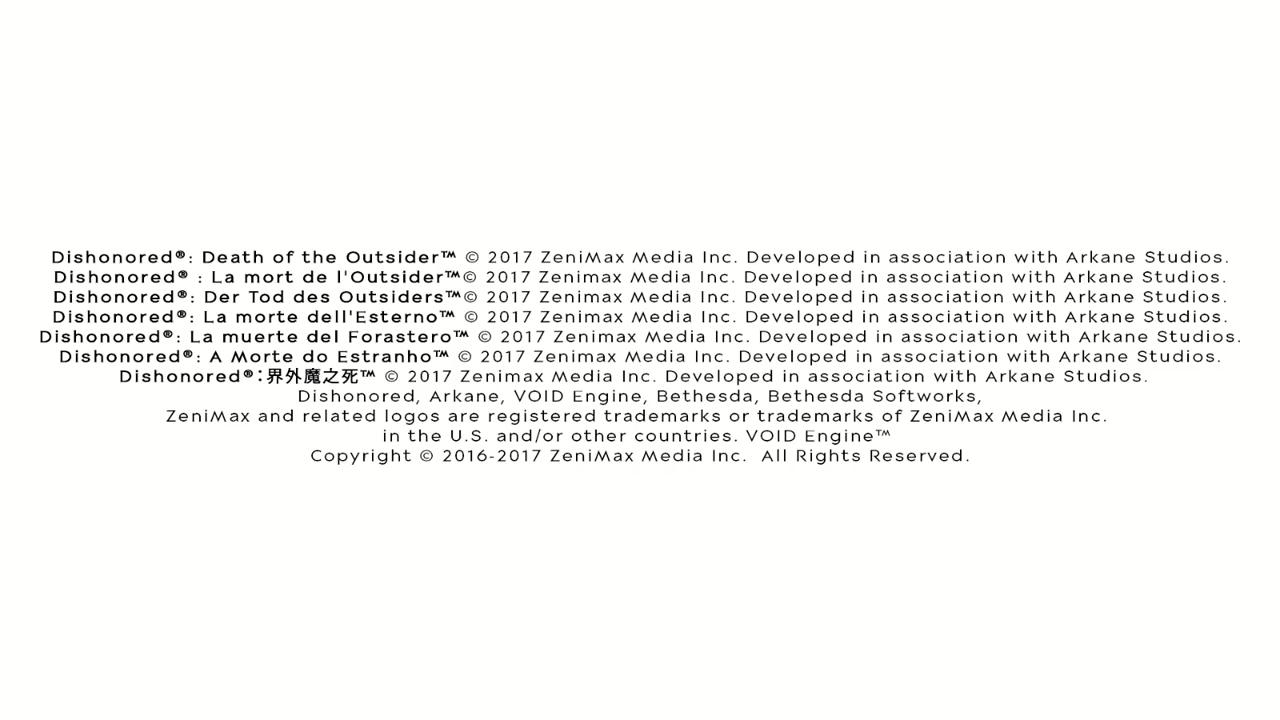 Dishonored®: Death of the Outsider™ © 2017 ZeniMax Media Inc. Developed in association with Arkane Studios.
Dishonored® : La mort de l'Outsider™© 2017 Zenimax Media Inc. Developed in association with Arkane Studios.
Dishonored®: Der Tod des Outsiders™© 2017 Zenimax Media Inc. Developed in association with Arkane Studios.
Dishonored®: La morte dell'Esterno™ © 2017 Zenimax Media Inc. Developed in association with Arkane Studios.
Dishonored®: La muerte del Forastero™ © 2017 Zenimax Media Inc. Developed in association with Arkane Studios.
Dishonored®: A Morte do Estranho™ © 2017 Zenimax Media Inc. Developed in association with Arkane Studios.
Dishonored®：界外魔之死™ © 2017 Zenimax Media Inc. Developed in association with Arkane Studios.
Dishonored, Arkane, VOID Engine, Bethesda, Bethesda Softworks,
ZeniMax and related logos are registered trademarks or trademarks of ZeniMax Media Inc.
in the U.S. and/or other countries. VOID Engine™
Copyright © 2016-2017 ZeniMax Media Inc.  All Rights Reserved.